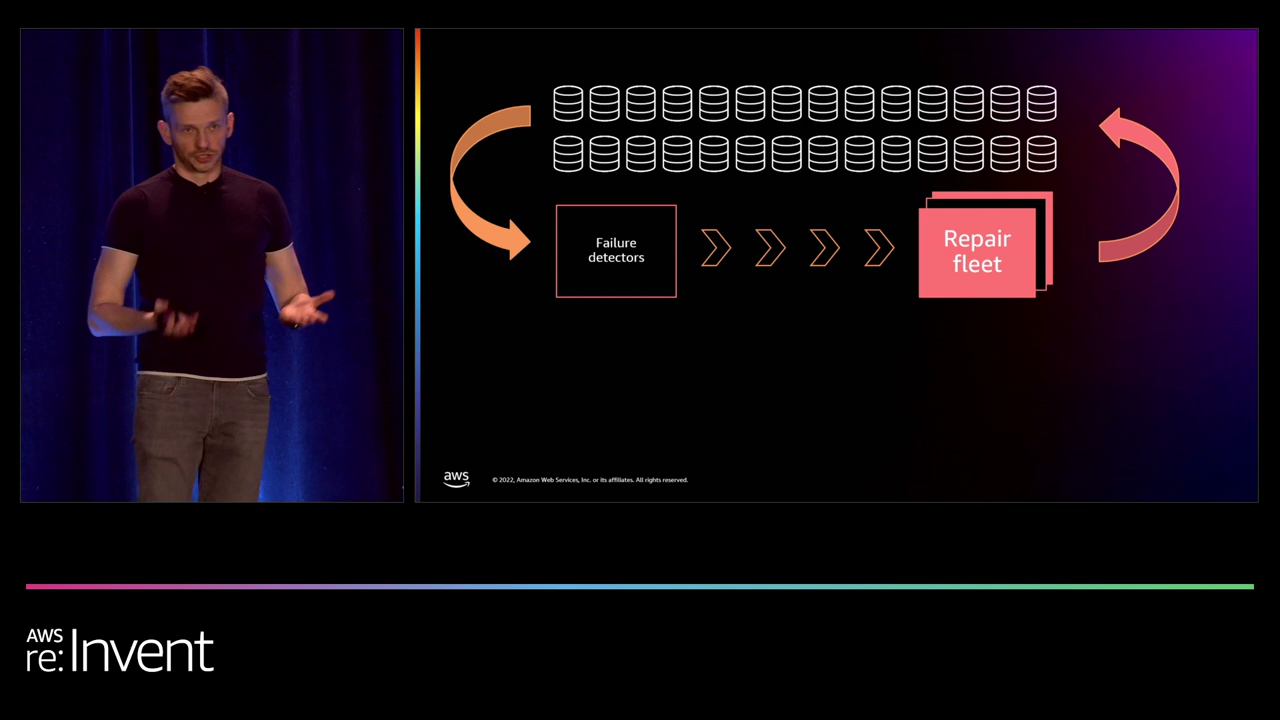 Failure
detectors
Repair
fleet
aws
© 2022, Amazon Web Services, Inc. or its affiliates. All rights reserved.
AWS
re:Invent